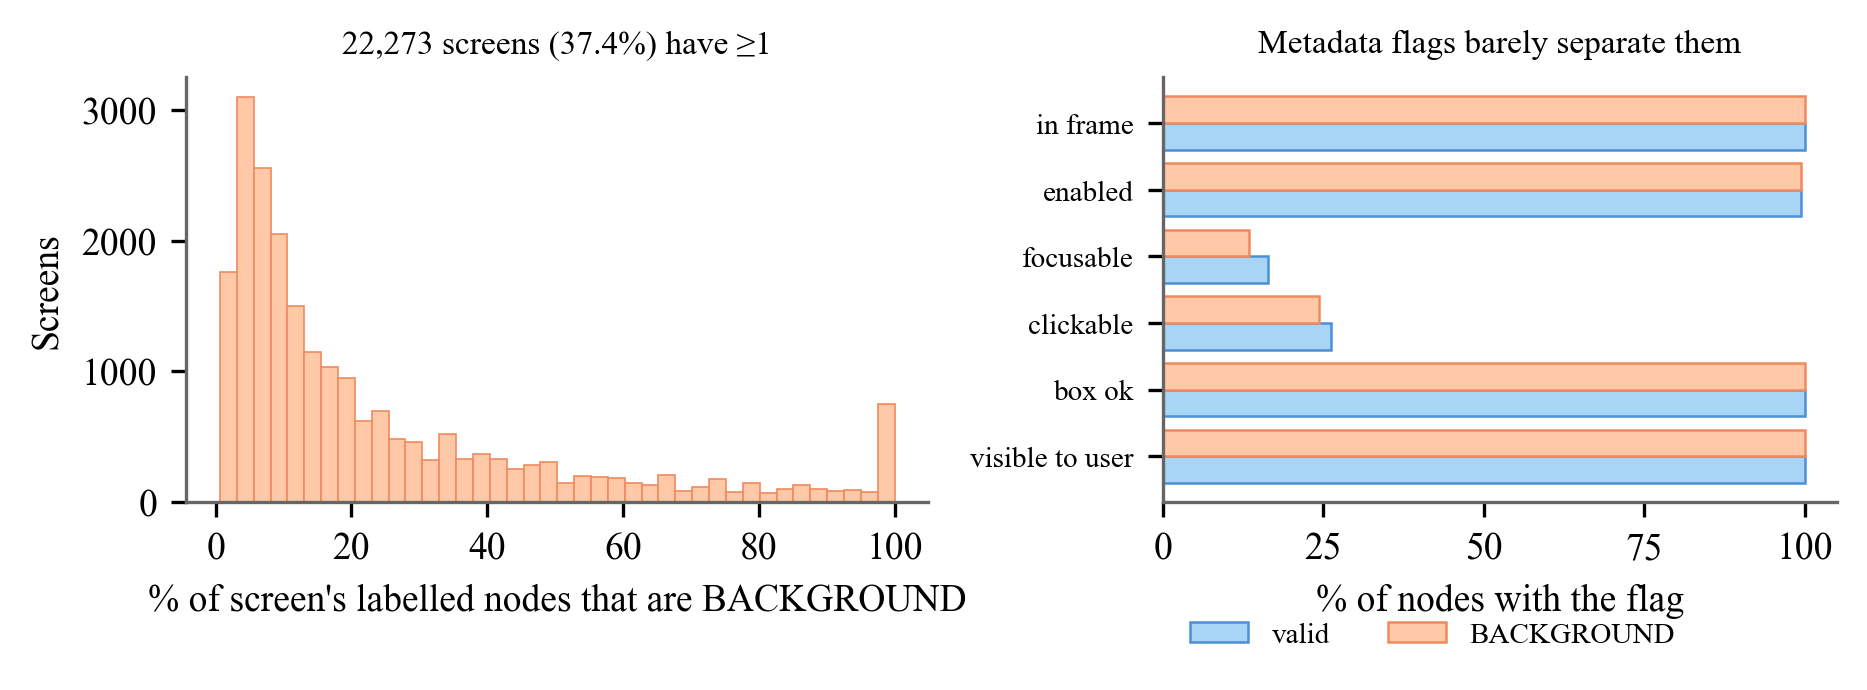 22,273 screens (37.4%) have ≥1
Screens
3000
2000
1000
0
0 20 40 60 80 100
% of screen's labelled nodes that are BACKGROUND
Metadata flags barely separate them
in frame
enabled
focusable
clickable
box ok
visible to user
0 25 50 75 100
% of nodes with the flag
valid BACKGROUND